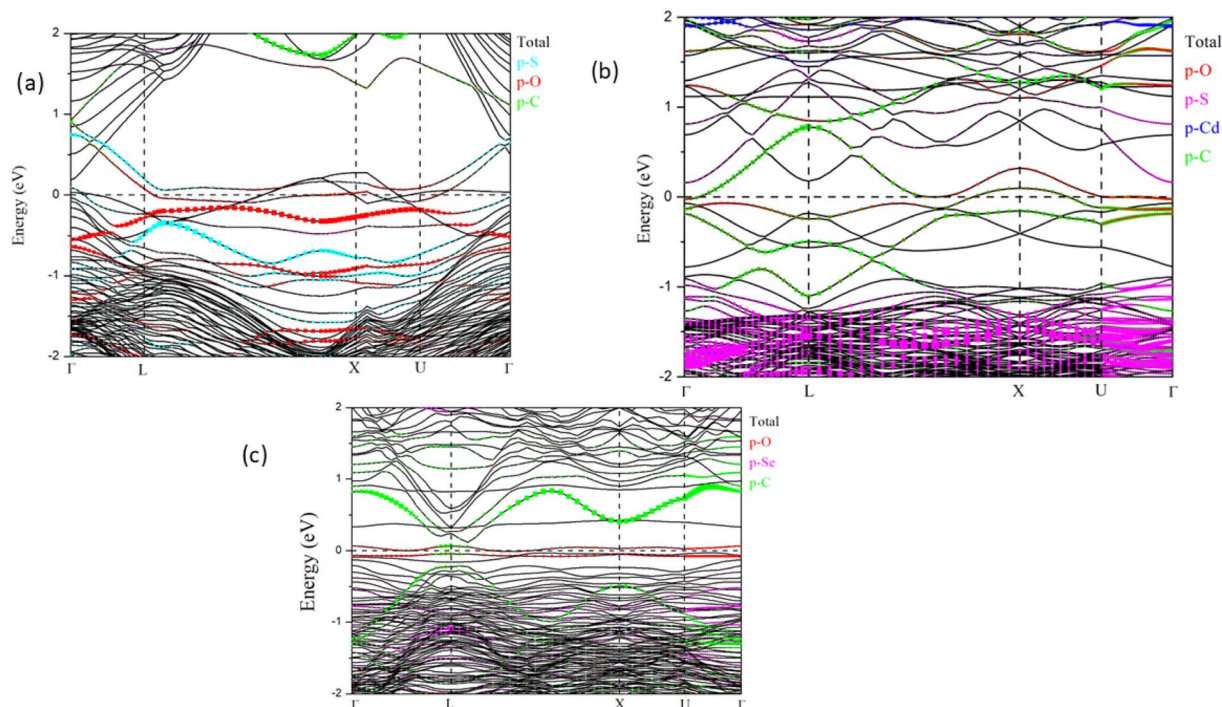 (a)
2
1
0
-1
-2
Energy (eV)
Γ L X U Γ
Total
p-S
p-O
p-C
(b)
2
1
0
-1
-2
Energy (eV)
Γ L X U Γ
Total
p-O
p-S
p-Cd
p-C
(c)
2
1
0
-1
-2
Energy (eV)
Γ L X U Γ
Total
p-O
p-Se
p-C